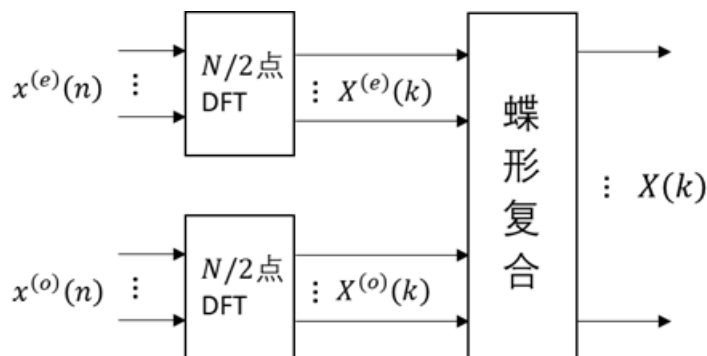 x^{(e)}(n) ⋮
N/2点
DFT
⋮ X^{(e)}(k)
x^{(o)}(n) ⋮
N/2点
DFT
⋮ X^{(o)}(k)
蝶
形
复
合
⋮ X(k)